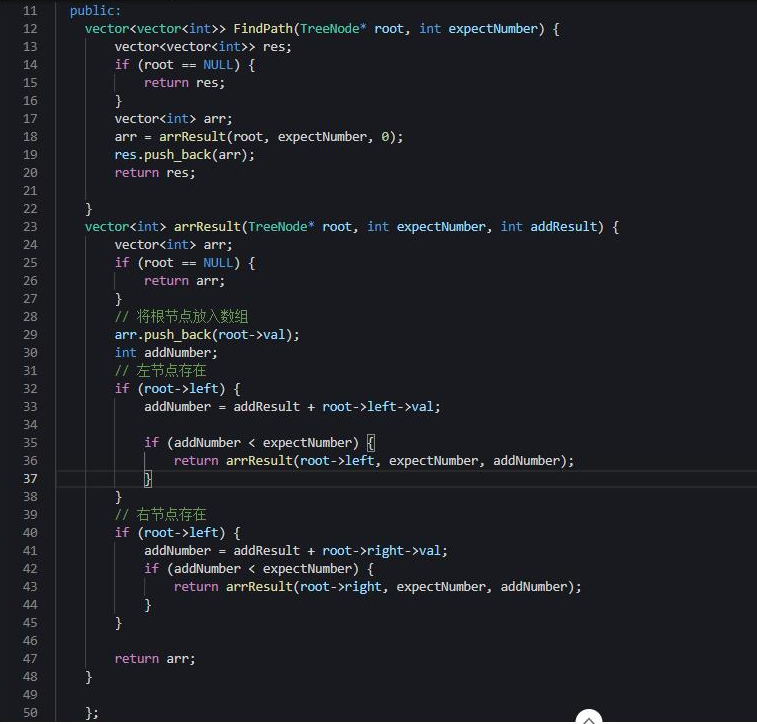 11 public:
12 vector<vector<int>> FindPath(TreeNode* root, int expectNumber) {
13 vector<vector<int>> res;
14 if (root == NULL) {
15 return res;
16 }
17 vector<int> arr;
18 arr = arrResult(root, expectNumber, 0);
19 res.push_back(arr);
20 return res;
21
22 }
23 vector<int> arrResult(TreeNode* root, int expectNumber, int addResult) {
24 vector<int> arr;
25 if (root == NULL) {
26 return arr;
27 }
28 // 将根节点放入数组
29 arr.push_back(root->val);
30 int addNumber;
31 // 左节点存在
32 if (root->left) {
33 addNumber = addResult + root->left->val;
34
35 if (addNumber < expectNumber) {
36 return arrResult(root->left, expectNumber, addNumber);
37 }
38 }
39 // 右节点存在
40 if (root->left) {
41 addNumber = addResult + root->right->val;
42 if (addNumber < expectNumber) {
43 return arrResult(root->right, expectNumber, addNumber);
44 }
45 }
46
47 return arr;
48 }
49
50 };